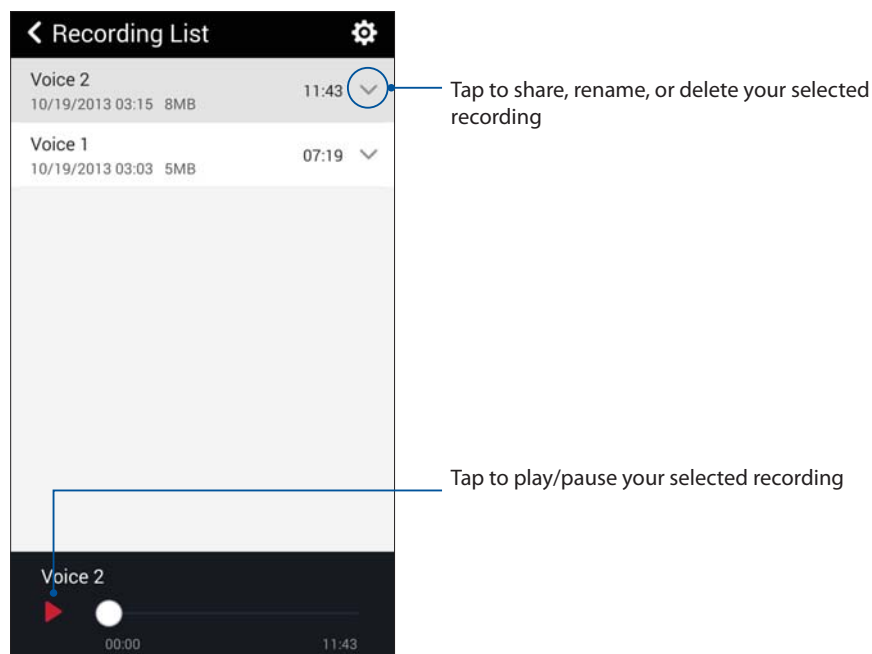 Recording List
Voice 2
10/19/2013 03:15 8MB
11:43
Tap to share, rename, or delete your selected
recording
Voice 1
10/19/2013 03:03 5MB
07:19
Tap to play/pause your selected recording
Voice 2
00:00
11:43